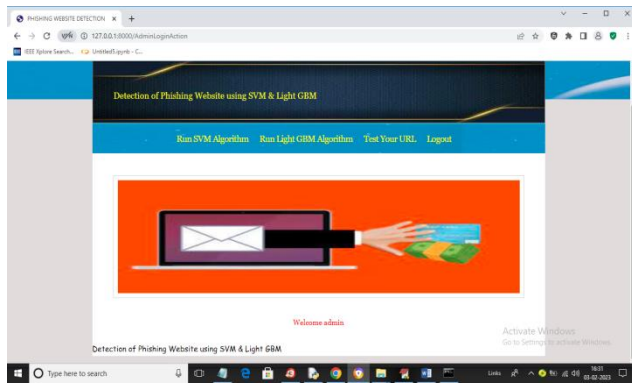 PHISHING WEBSITE DETECTION
127.0.0.1:8000/AdminLoginAction
IEEE Xplore Search...
Untitled3.ipynb - C...
Detection of Phishing Website using SVM & Light GBM
Run SVM Algorithm Run Light GBM Algorithm Test Your URL Logout
Welcome admin
Activate Windows
Go to Settings to activate Windows.
Detection of Phishing Website using SVM & Light GBM
Type here to search
Links
16:31
03-02-2023